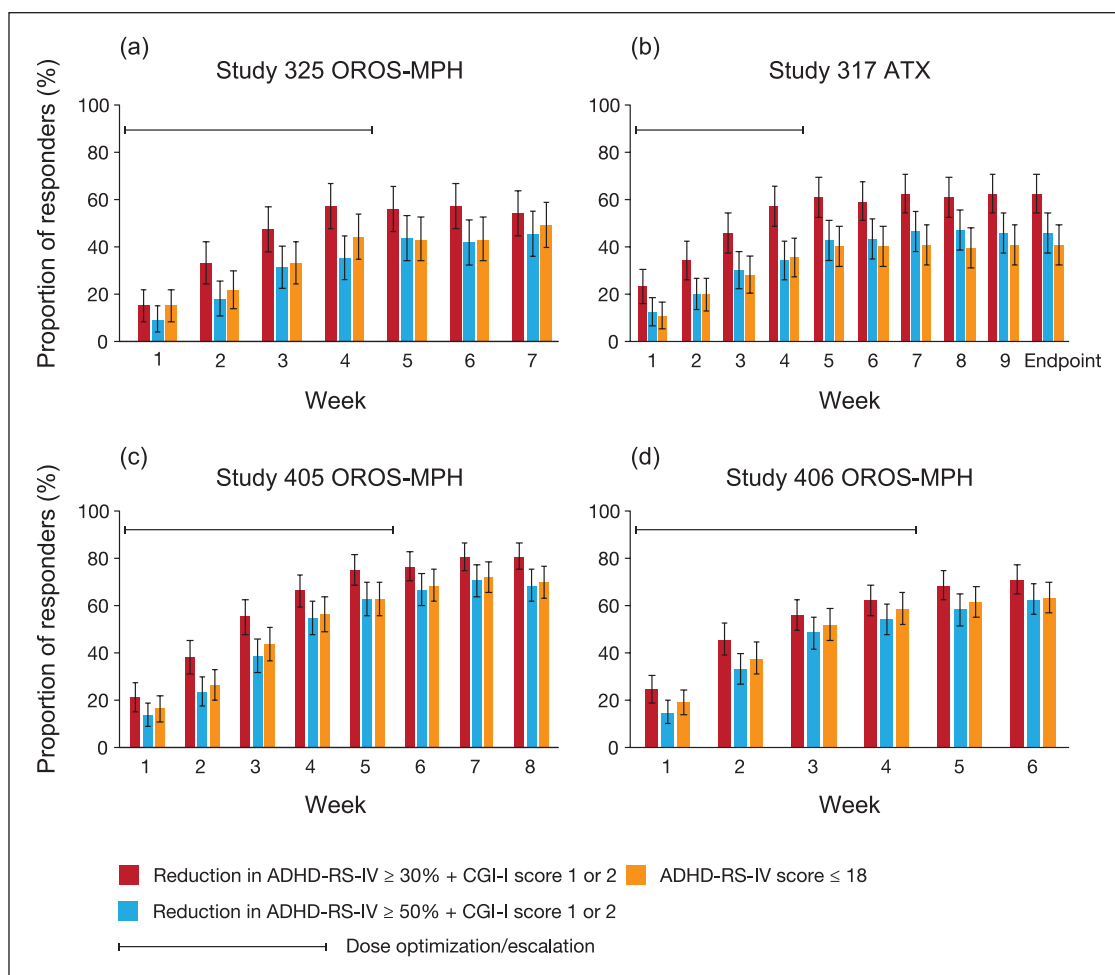 (a)
Study 325 OROS-MPH
Proportion of responders (%)
100
80
60
40
20
0
1 2 3 4 5 6 7
Week
(b)
Study 317 ATX
100
80
60
40
20
0
1 2 3 4 5 6 7 8 9 Endpoint
Week
(c)
Study 405 OROS-MPH
Proportion of responders (%)
100
80
60
40
20
0
1 2 3 4 5 6 7 8
Week
(d)
Study 406 OROS-MPH
100
80
60
40
20
0
1 2 3 4 5 6
Week
Reduction in ADHD-RS-IV ≥ 30% + CGI-I score 1 or 2
ADHD-RS-IV score ≤ 18
Reduction in ADHD-RS-IV ≥ 50% + CGI-I score 1 or 2
Dose optimization/escalation